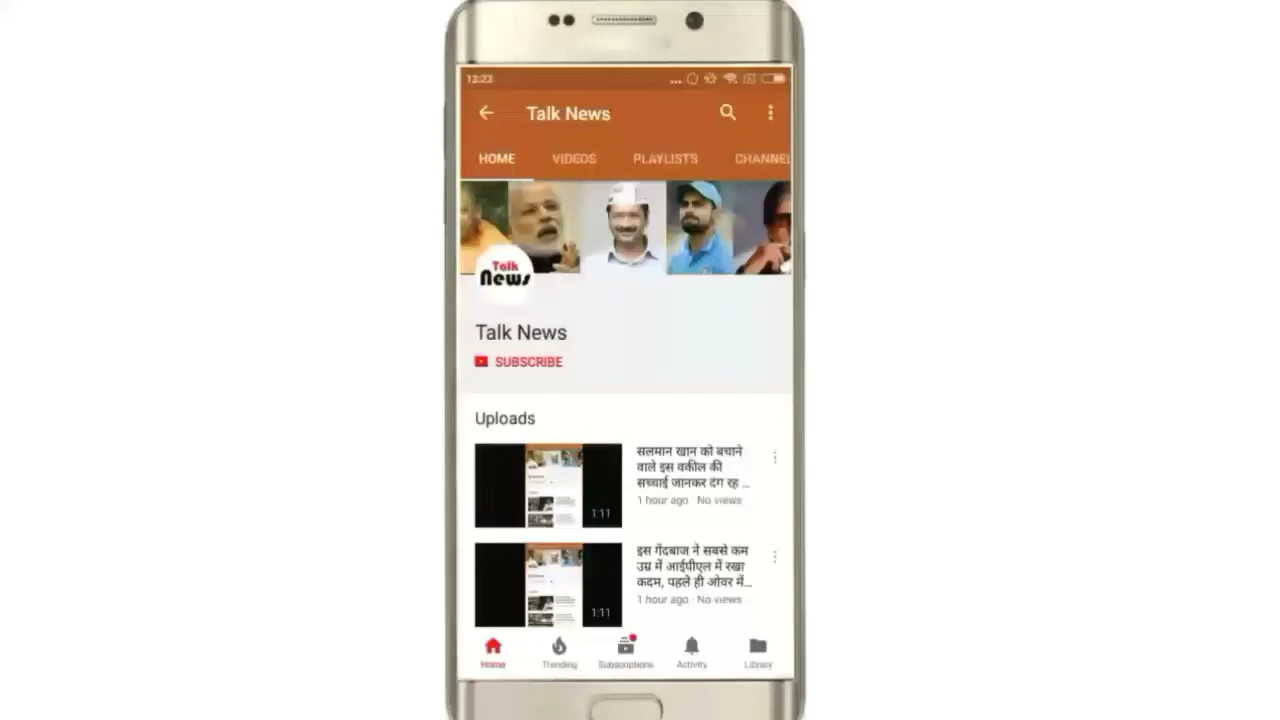 12:23
Talk News
HOME VIDEOS PLAYLISTS CHANNEL
Talk
News
Talk News
SUBSCRIBE
Uploads
सलमान खान को बचाने
वाले इस वकील की
सच्चाई जानकर दंग रह ...
1 hour ago · No views
1:11
इस गेंदबाज ने सबसे कम
उम्र में आईपीएल में रखा
कदम, पहले ही ओवर में...
1 hour ago · No views
1:11
Home Trending Subscriptions Activity Library